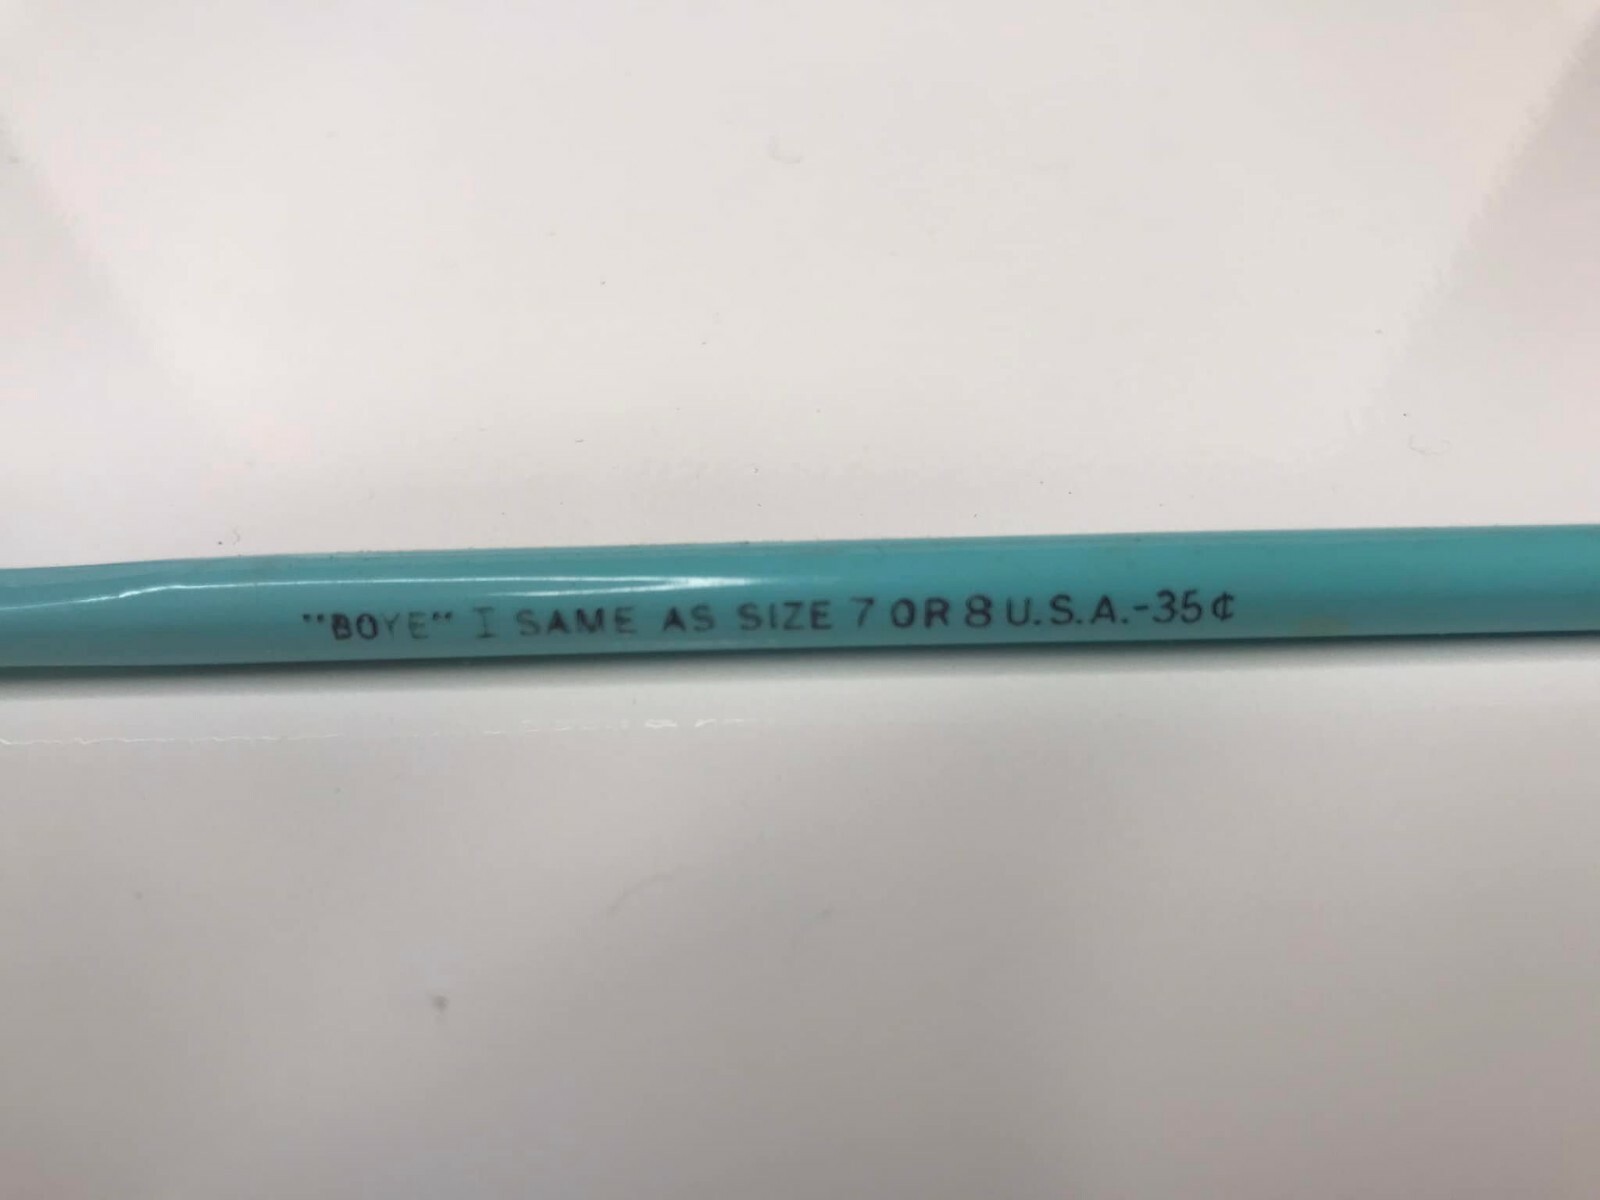 "BOYE" I SAME AS SIZE 7 OR 8 U.S.A.-35¢